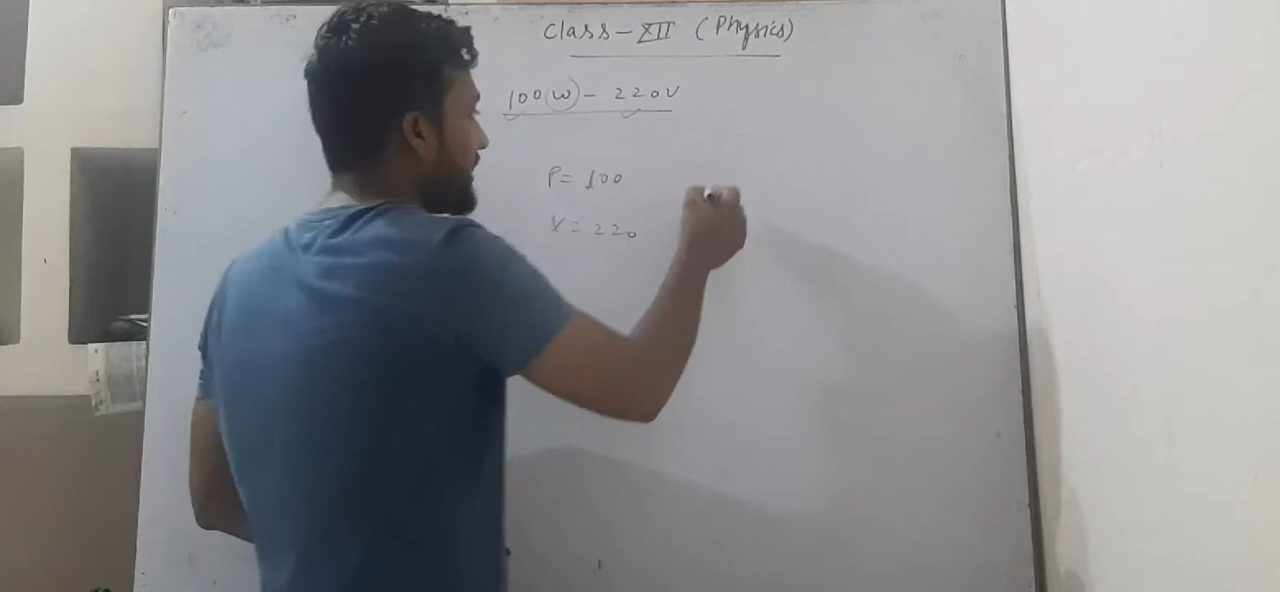 Class-XII (Physics)
100(W) - 220V
P= 100
V= 220